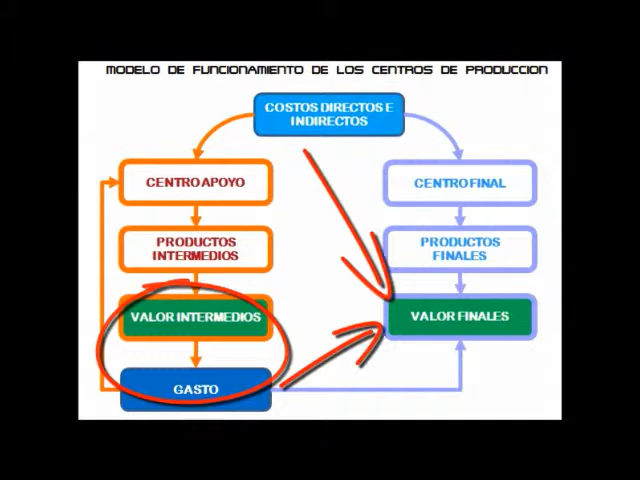 MODELO DE FUNCIONAMIENTO DE LOS CENTROS DE PRODUCCION
COSTOS DIRECTOS E
INDIRECTOS
CENTRO APOYO
CENTRO FINAL
PRODUCTOS
INTERMEDIOS
PRODUCTOS
FINALES
VALOR INTERMEDIOS
VALOR FINALES
GASTO